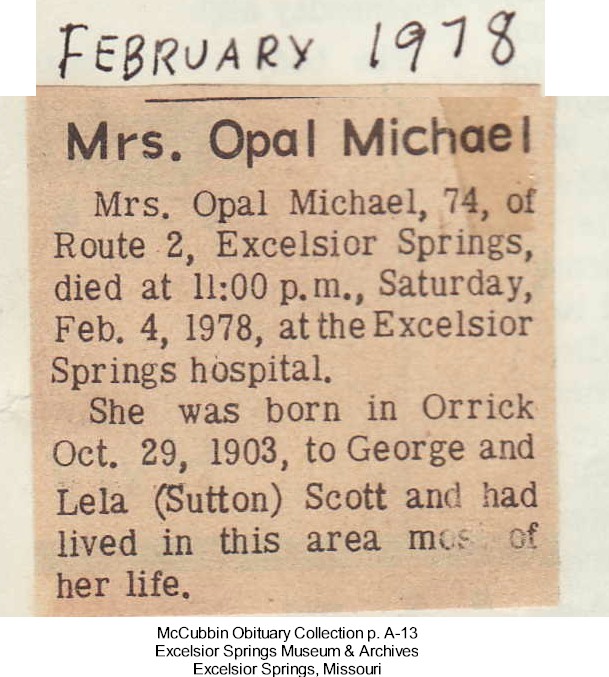 FEBRUARY 1978
Mrs. Opal Michael
Mrs. Opal Michael, 74, of
Route 2, Excelsior Springs,
died at 11:00 p.m., Saturday,
Feb. 4, 1978, at the Excelsior
Springs hospital.
She was born in Orrick
Oct. 29, 1903, to George and
Lela (Sutton) Scott and had
lived in this area most of
her life.
McCubbin Obituary Collection p. A-13
Excelsior Springs Museum & Archives
Excelsior Springs, Missouri